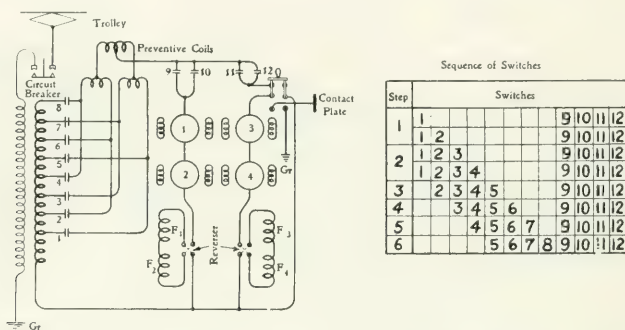 Trolley
Preventive Coils
9 10 11 12 0
Circuit
Breaker
Contact
Plate
8
7
6
5
4
3
2
1
1 3
2 4
Gr
F1 F3
F2 F4
Reverser
Gr
Sequence of Switches
Step Switches
1 1 9 10 11 12
1 2 9 10 11 12
2 1 2 3 9 10 11 12
1 2 3 4 9 10 11 12
3 2 3 4 5 9 10 11 12
4 3 4 5 6 9 10 11 12
5 4 5 6 7 9 10 11 12
6 5 6 7 8 9 10 11 12